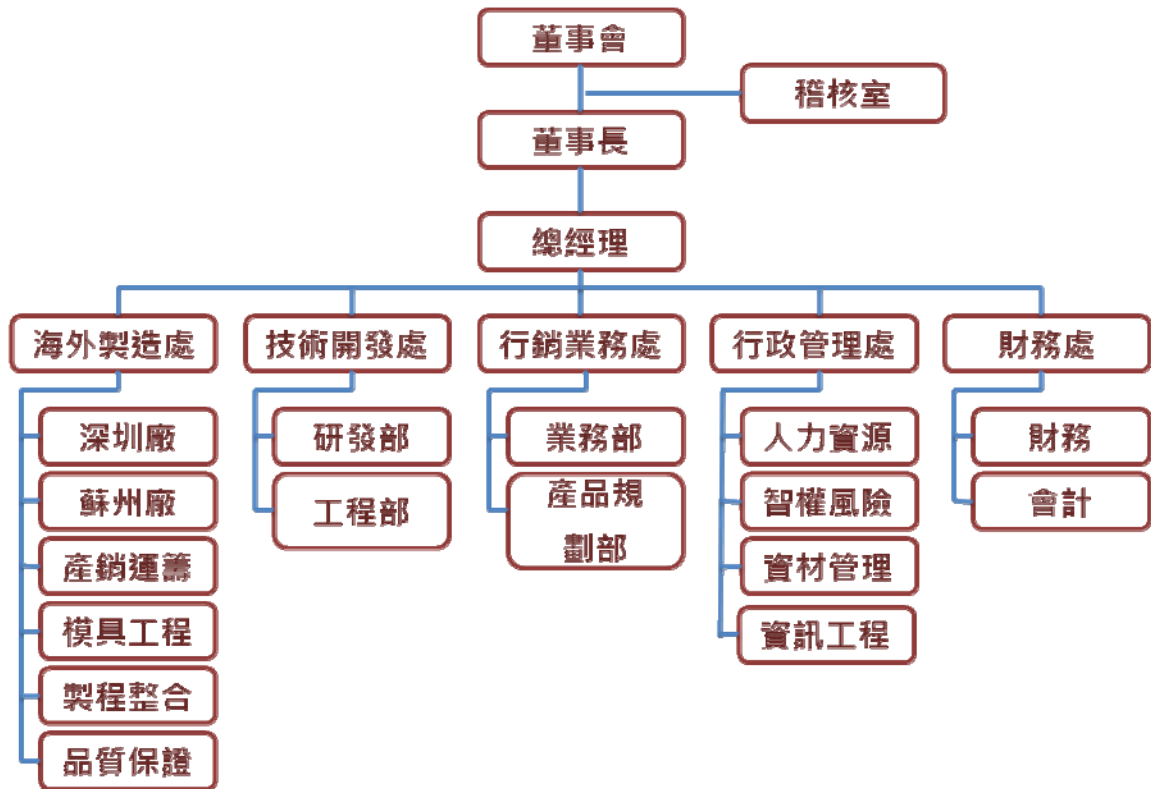 董事會
稽核室
董事長
總經理
海外製造處
技術開發處
行銷業務處
行政管理處
財務處
深圳廠
蘇州廠
產銷運籌
模具工程
製程整合
品質保證
研發部
工程部
業務部
產品規
劃部
人力資源
智權風險
資材管理
資訊工程
財務
會計